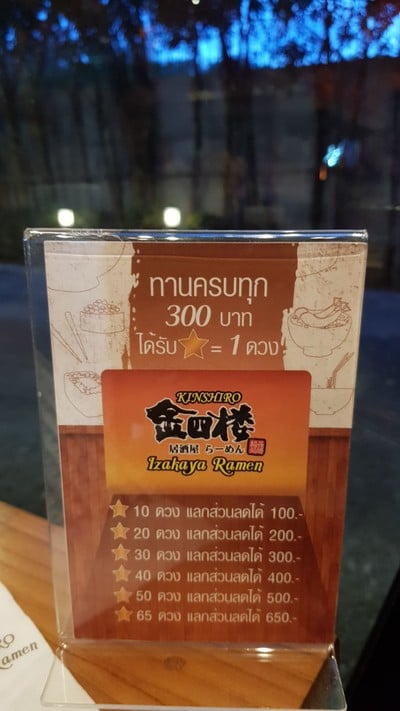 ทานครบทุก
300 บาท
ได้รับ = 1 ดวง
KINSHIRO
金四楼
居酒屋 らーめん
Izakaya Ramen
10 ดวง แลกส่วนลดได้ 100.-
20 ดวง แลกส่วนลดได้ 200.-
30 ดวง แลกส่วนลดได้ 300.-
40 ดวง แลกส่วนลดได้ 400.-
50 ดวง แลกส่วนลดได้ 500.-
65 ดวง แลกส่วนลดได้ 650.-
RO
Ramen